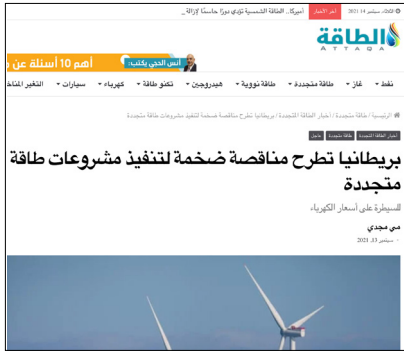 الثلاثاء, سبتمبر 14 2021 آخر الأخبار أميركا.. الطاقة الشمسية تؤدي دورًا حاسمًا لإزالة
الطاقة
ATTAQA
أنس الحجي يكتب: أهم 10 أسئلة عن
نفط غاز طاقة متجددة طاقة نووية هيدروجين تكنو طاقة كهرباء سيارات التغير المناخ
الرئيسية / طاقة متجددة / أخبار الطاقة المتجددة / بريطانيا تطرح مناقصة ضخمة لتنفيذ مشروعات طاقة متجددة
أخبار الطاقة المتجددة طاقة متجددة عاجل
بريطانيا تطرح مناقصة ضخمة لتنفيذ مشروعات طاقة
متجددة
للسيطرة على أسعار الكهرباء
مي مجدي
سبتمبر 13, 2021